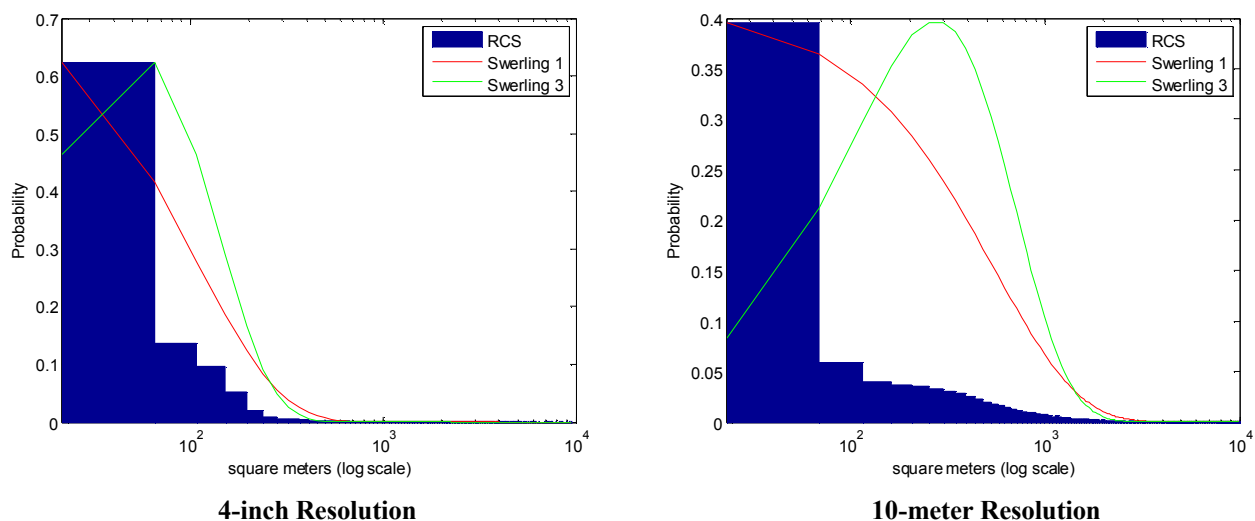 0.7
0.6
0.5
0.4
0.3
0.2
0.1
0
Probability
RCS
Swerling 1
Swerling 3
10^2
10^3
10^4
square meters (log scale)
4-inch Resolution
0.4
0.35
0.3
0.25
0.2
0.15
0.1
0.05
0
Probability
RCS
Swerling 1
Swerling 3
10^2
10^3
10^4
square meters (log scale)
10-meter Resolution